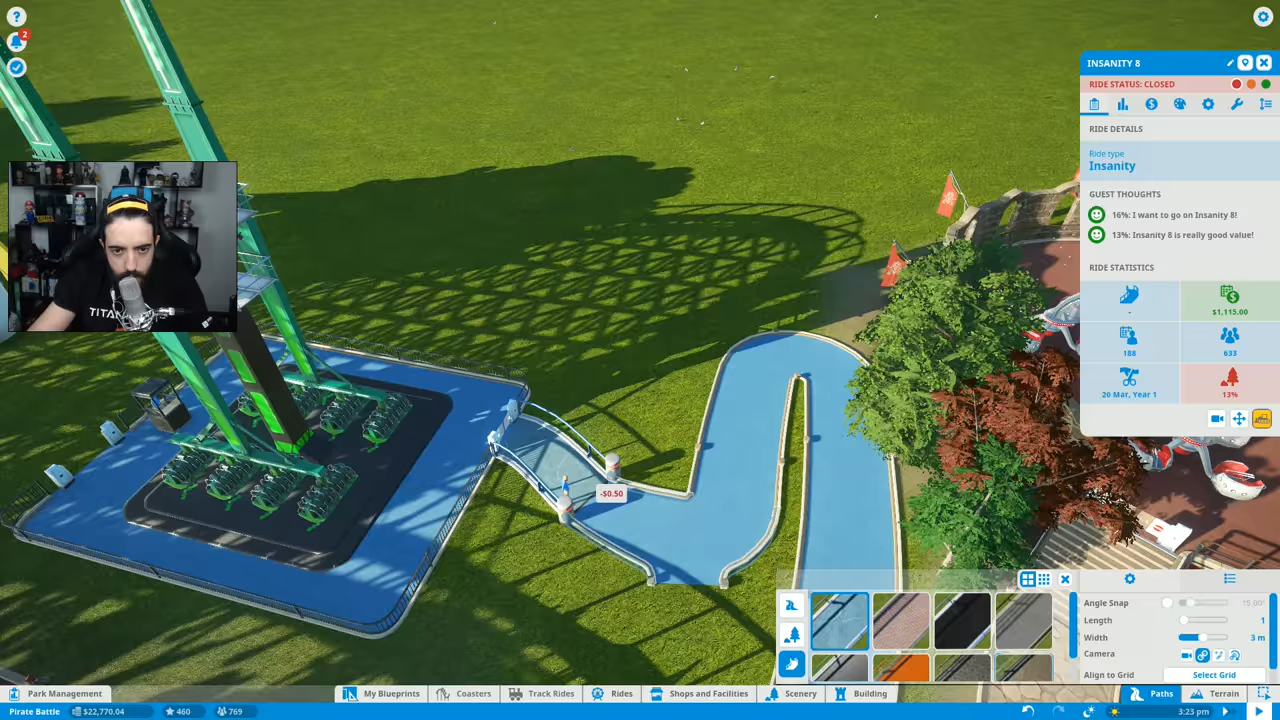 ?
2
INSANITY 8
RIDE STATUS: CLOSED
RIDE DETAILS
Ride type
Insanity
GUEST THOUGHTS
16%: I want to go on Insanity 8!
13%: Insanity 8 is really good value!
RIDE STATISTICS
-
$1,115.00
188
633
20 Mar, Year 1
13%
TITA
-$0.50
Angle Snap
15.00°
Length
1
Width
3 m
Camera
Align to Grid
Select Grid
Park Management
My Blueprints
Coasters
Track Rides
Rides
Shops and Facilities
Scenery
Building
Paths
Terrain
Pirate Battle
$22,770.04
460
769
3:23 pm